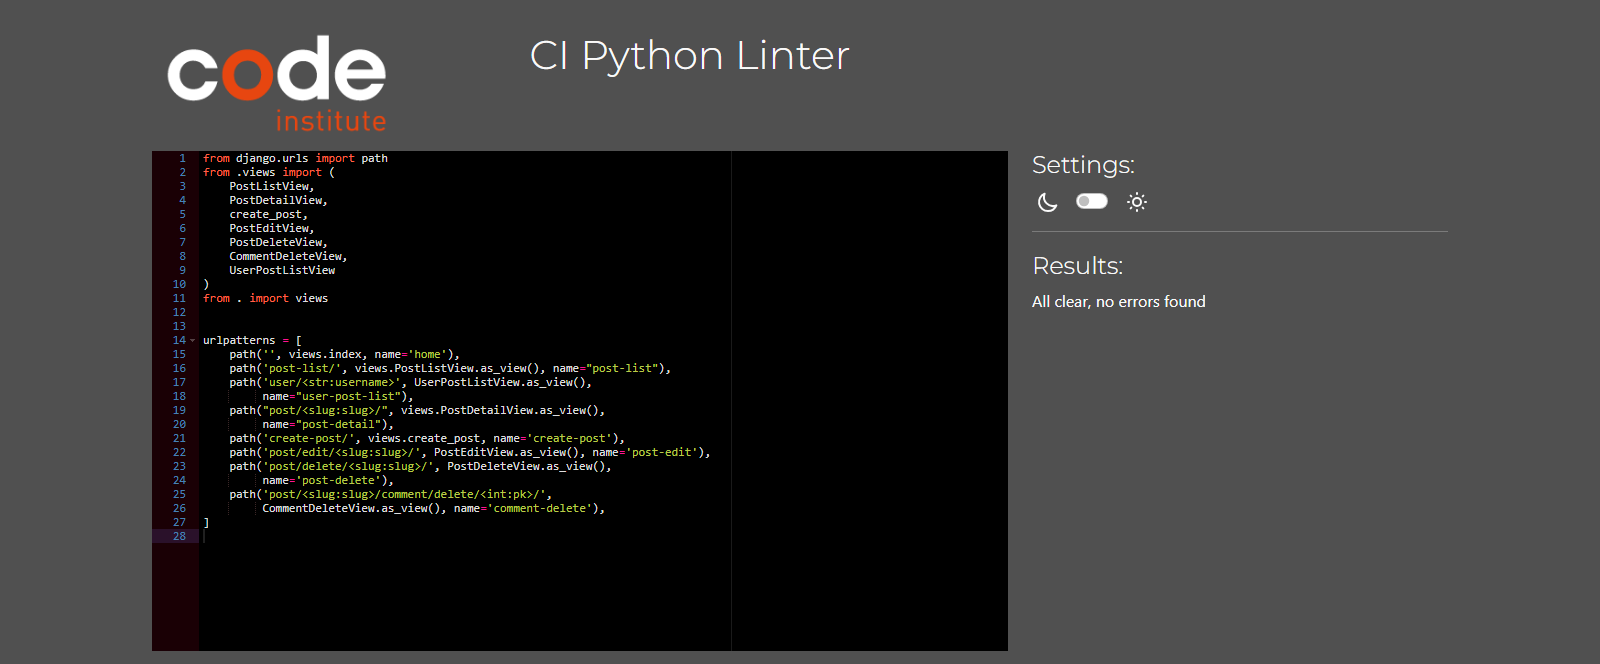 code
institute
CI Python Linter
1 from django.urls import path
2 from .views import (
3     PostListView,
4     PostDetailView,
5     create_post,
6     PostEditView,
7     PostDeleteView,
8     CommentDeleteView,
9     UserPostListView
10 )
11 from . import views
12
13
14 urlpatterns = [
15     path('', views.index, name='home'),
16     path('post-list/', views.PostListView.as_view(), name="post-list"),
17     path('user/<str:username>', UserPostListView.as_view(),
18          name="user-post-list"),
19     path("post/<slug:slug>/", views.PostDetailView.as_view(),
20          name="post-detail"),
21     path('create-post/', views.create_post, name='create-post'),
22     path('post/edit/<slug:slug>/', PostEditView.as_view(), name='post-edit'),
23     path('post/delete/<slug:slug>/', PostDeleteView.as_view(),
24          name='post-delete'),
25     path('post/<slug:slug>/comment/delete/<int:pk>/',
26          CommentDeleteView.as_view(), name='comment-delete'),
27 ]
28
Settings:
Results:
All clear, no errors found